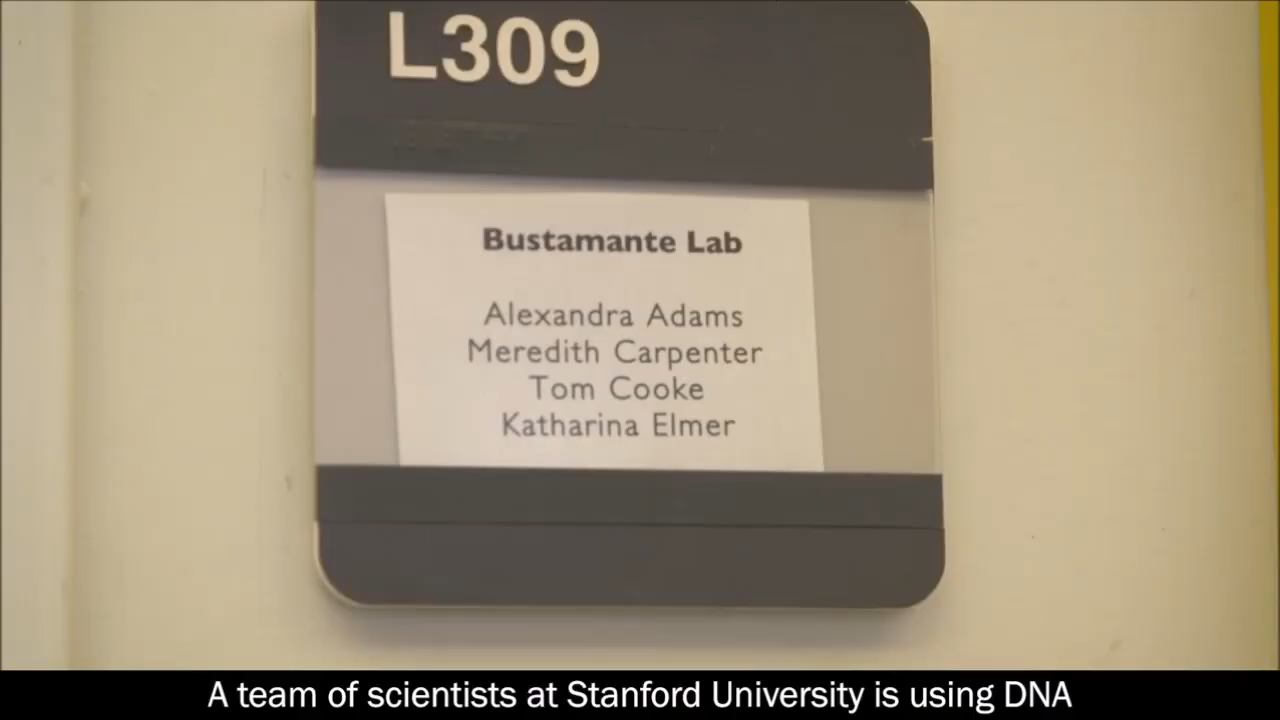 L309
Bustamante Lab
Alexandra Adams
Meredith Carpenter
Tom Cooke
Katharina Elmer
A team of scientists at Stanford University is using DNA